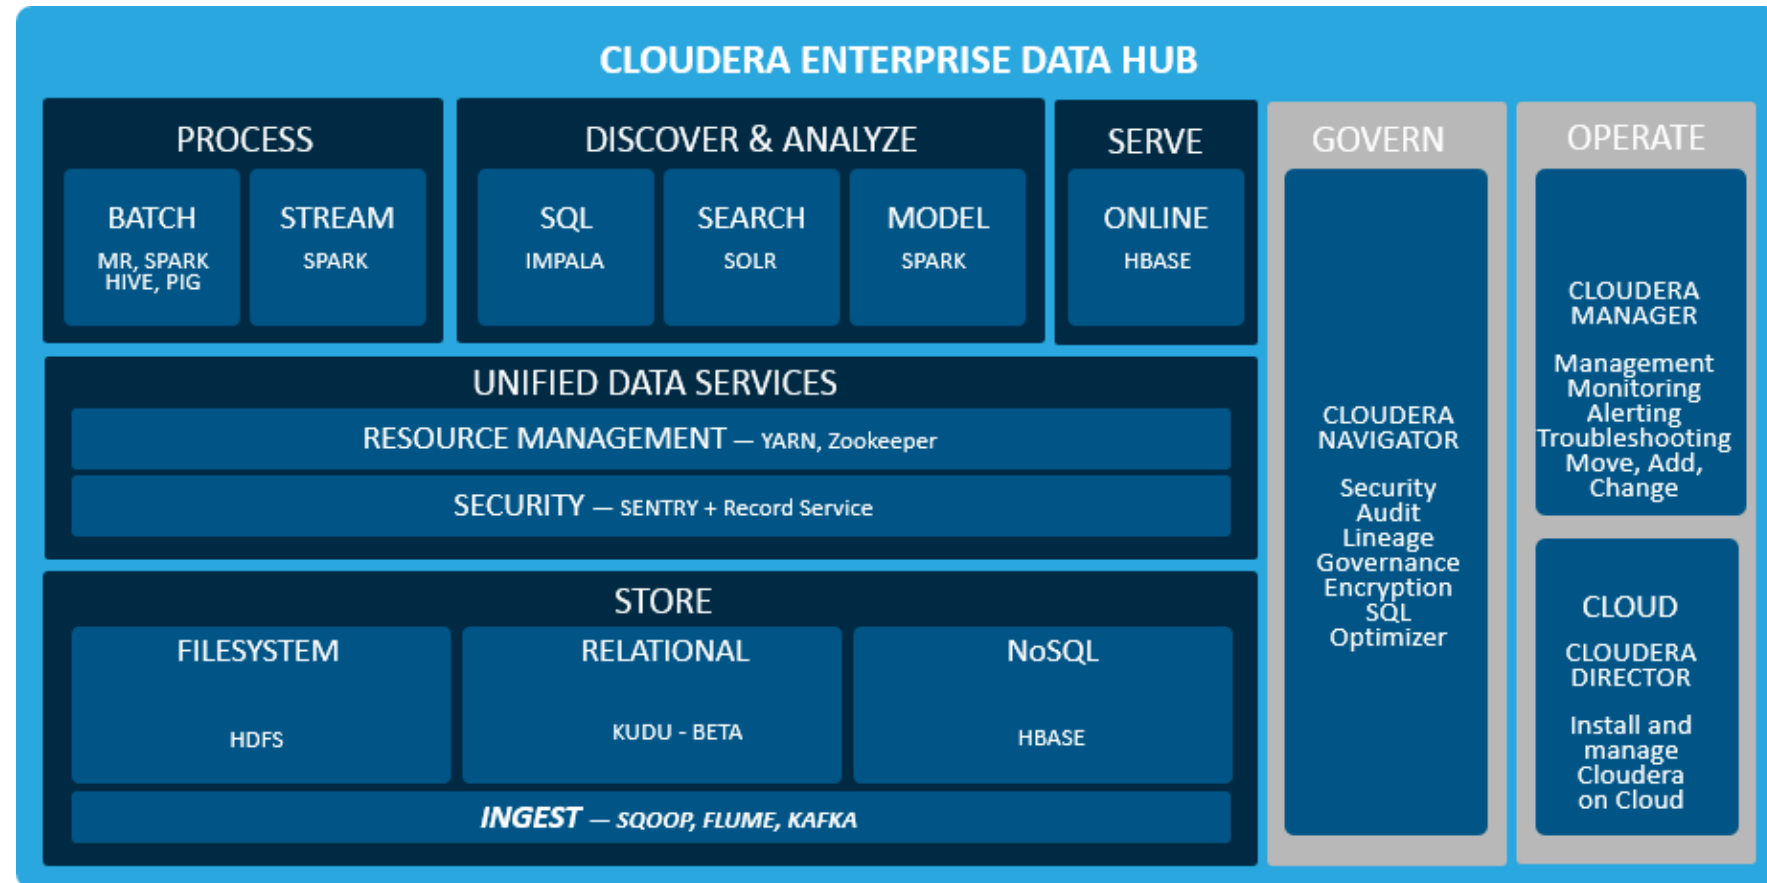 CLOUDERA ENTERPRISE DATA HUB
PROCESS
BATCH
MR, SPARK
HIVE, PIG
STREAM
SPARK
DISCOVER & ANALYZE
SQL
IMPALA
SEARCH
SOLR
MODEL
SPARK
SERVE
ONLINE
HBASE
UNIFIED DATA SERVICES
RESOURCE MANAGEMENT — YARN, Zookeeper
SECURITY — SENTRY + Record Service
STORE
FILESYSTEM
HDFS
RELATIONAL
KUDU - BETA
NoSQL
HBASE
INGEST — SQOOP, FLUME, KAFKA
GOVERN
CLOUDERA
NAVIGATOR
Security
Audit
Lineage
Governance
Encryption
SQL
Optimizer
OPERATE
CLOUDERA
MANAGER
Management
Monitoring
Alerting
Troubleshooting
Move, Add,
Change
CLOUD
CLOUDERA
DIRECTOR
Install and
manage
Cloudera
on Cloud